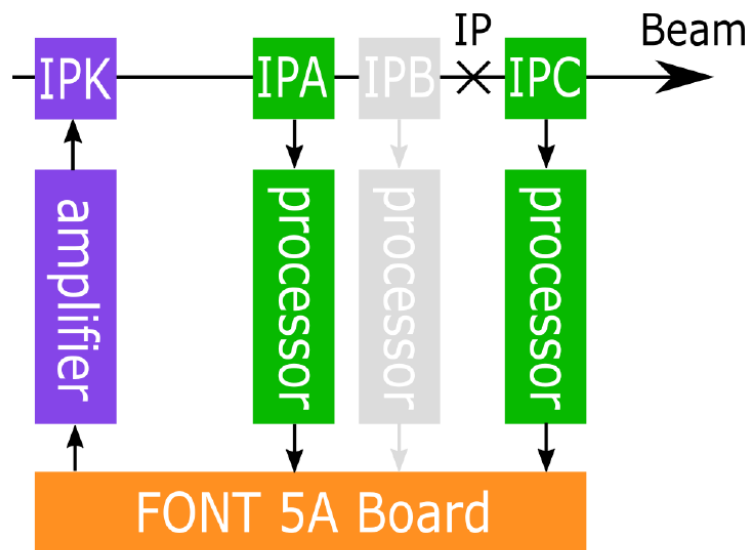 IP Beam
IPK IPA IPB IPC
amplifier processor processor processor
FONT 5A Board